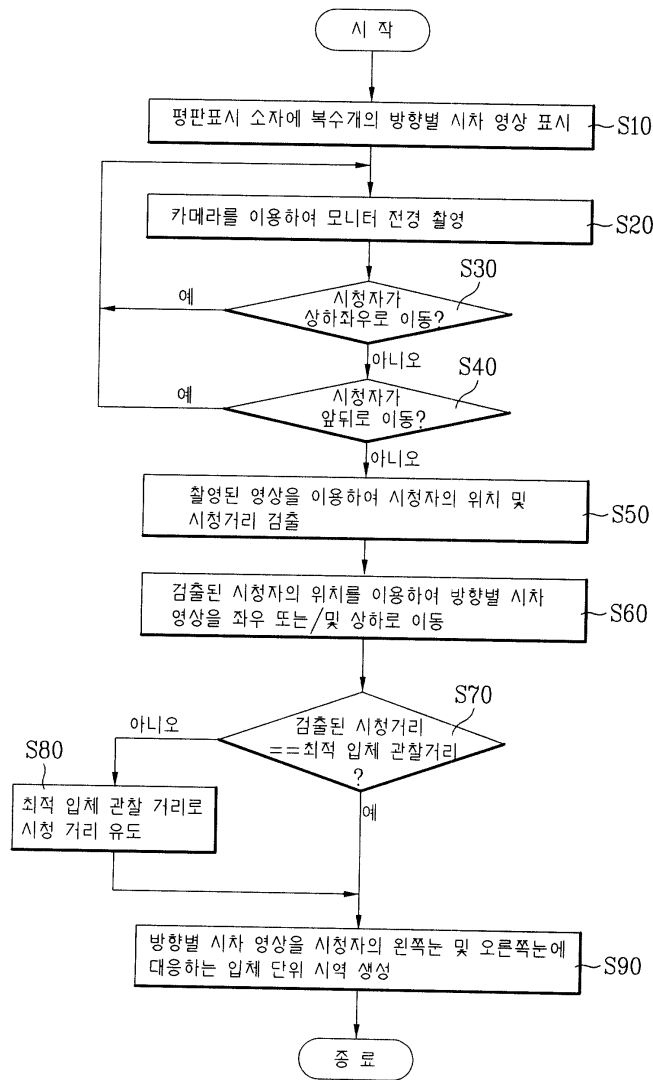 시 작
평판표시 소자에 복수개의 방향별 시차 영상 표시
S10
카메라를 이용하여 모니터 전경 촬영
S20
S30
예
시청자가
상하좌우로 이동?
아니오
S40
예
시청자가
앞뒤로 이동?
아니오
촬영된 영상을 이용하여 시청자의 위치 및
시청거리 검출
S50
검출된 시청자의 위치를 이용하여 방향별 시차
영상을 좌우 또는/및 상하로 이동
S60
S70
아니오
검출된 시청거리
==최적 입체 관찰거리
?
S80
예
최적 입체 관찰 거리로
시청 거리 유도
방향별 시차 영상을 시청자의 왼쪽눈 및 오른쪽눈에
대응하는 입체 단위 시역 생성
S90
종 료